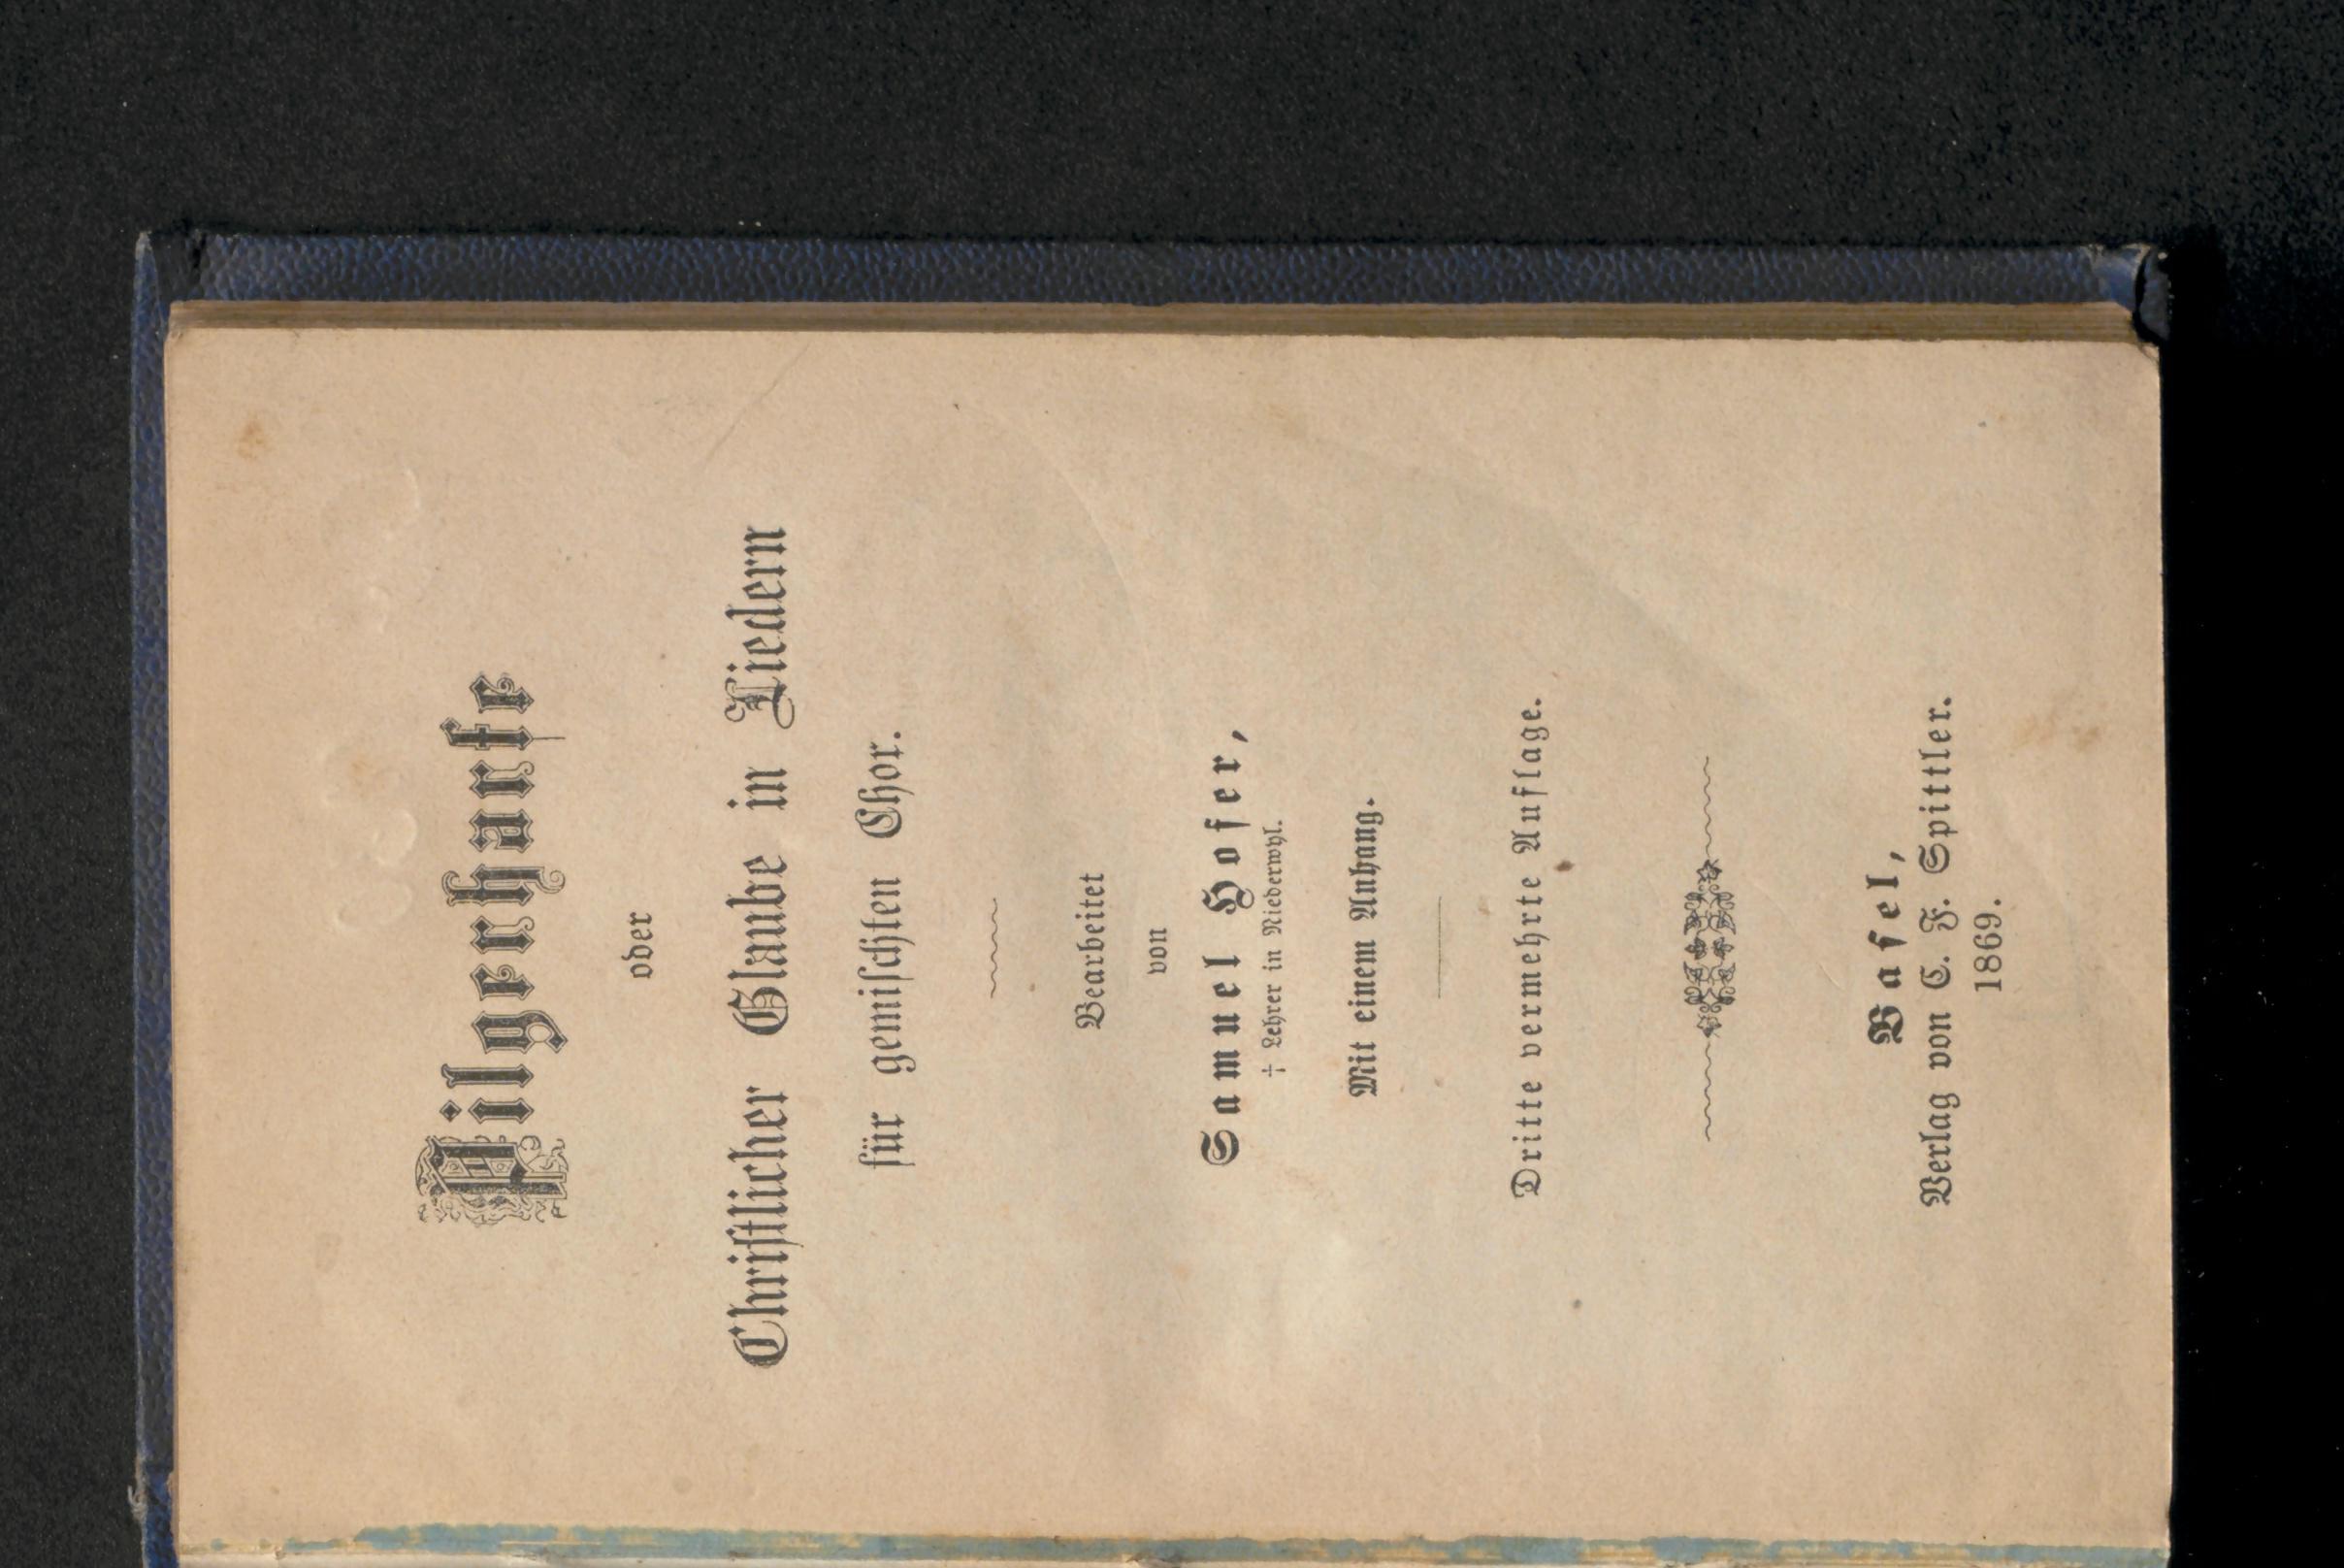 Pilgerharfe
oder
Christlicher Glaube in Liedern
für gemischten Chor.
Bearbeitet
von
Samuel Hofer,
† Lehrer in Niederwyl.
Mit einem Anhang.
Dritte vermehrte Auflage.
Basel,
Verlag von C. F. Spittler.
1869.